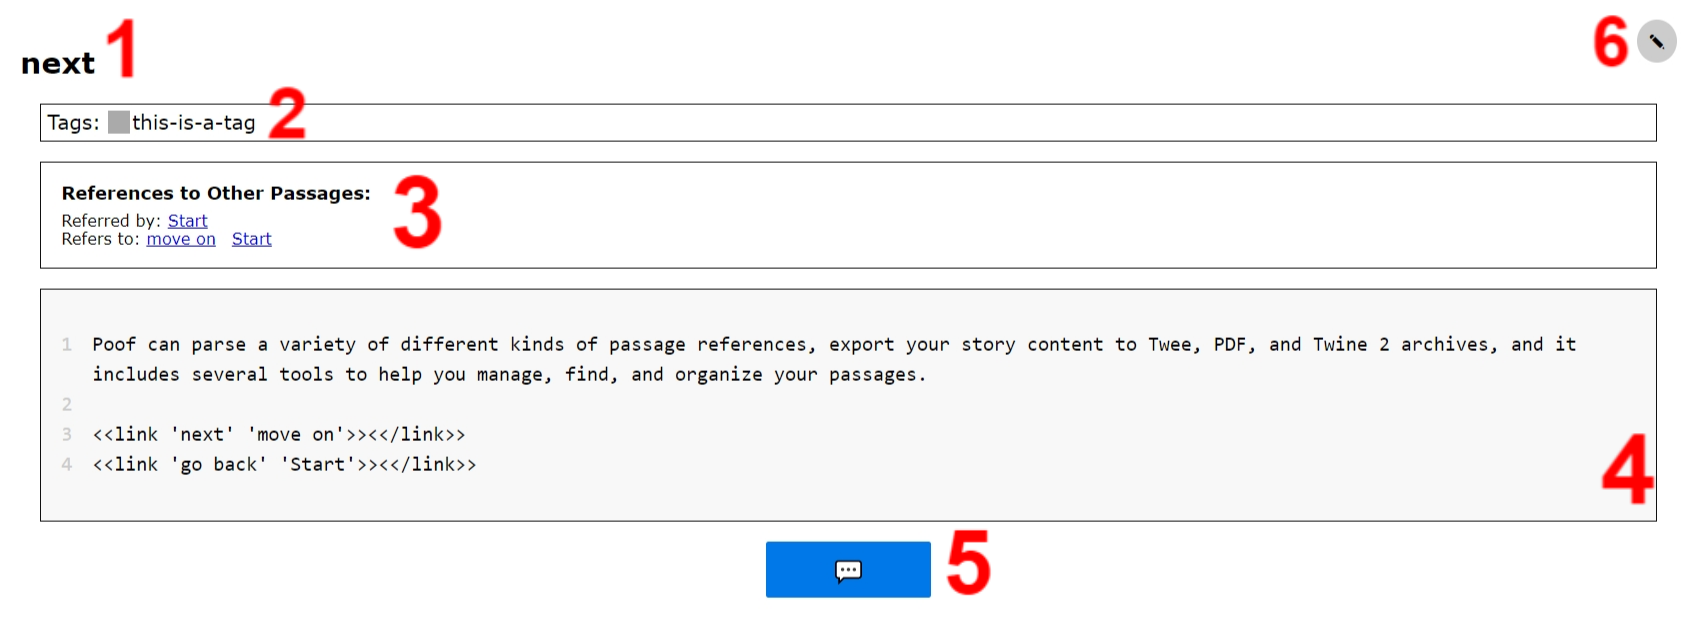 next 1
6
Tags: this-is-a-tag 2
References to Other Passages: 3
Referred by: Start
Refers to: move on Start
1 Poof can parse a variety of different kinds of passage references, export your story content to Twee, PDF, and Twine 2 archives, and it
includes several tools to help you manage, find, and organize your passages.
2
3 <<link 'next' 'move on'>><</link>>
4 <<link 'go back' 'Start'>><</link>>
4
5